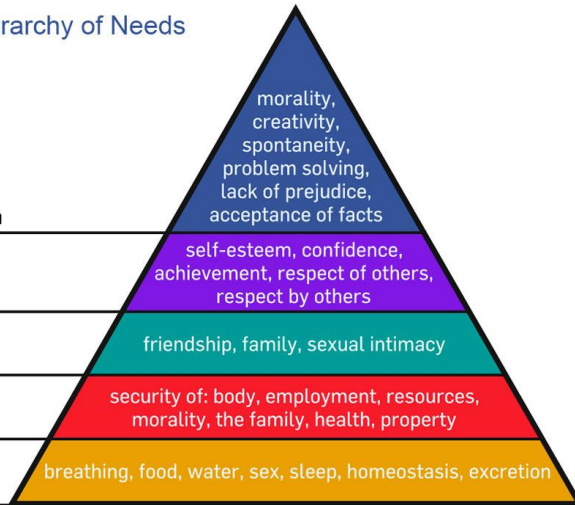 rarchy of Needs
morality,
creativity,
spontaneity,
problem solving,
lack of prejudice,
acceptance of facts
self-esteem, confidence,
achievement, respect of others,
respect by others
friendship, family, sexual intimacy
security of: body, employment, resources,
morality, the family, health, property
breathing, food, water, sex, sleep, homeostasis, excretion